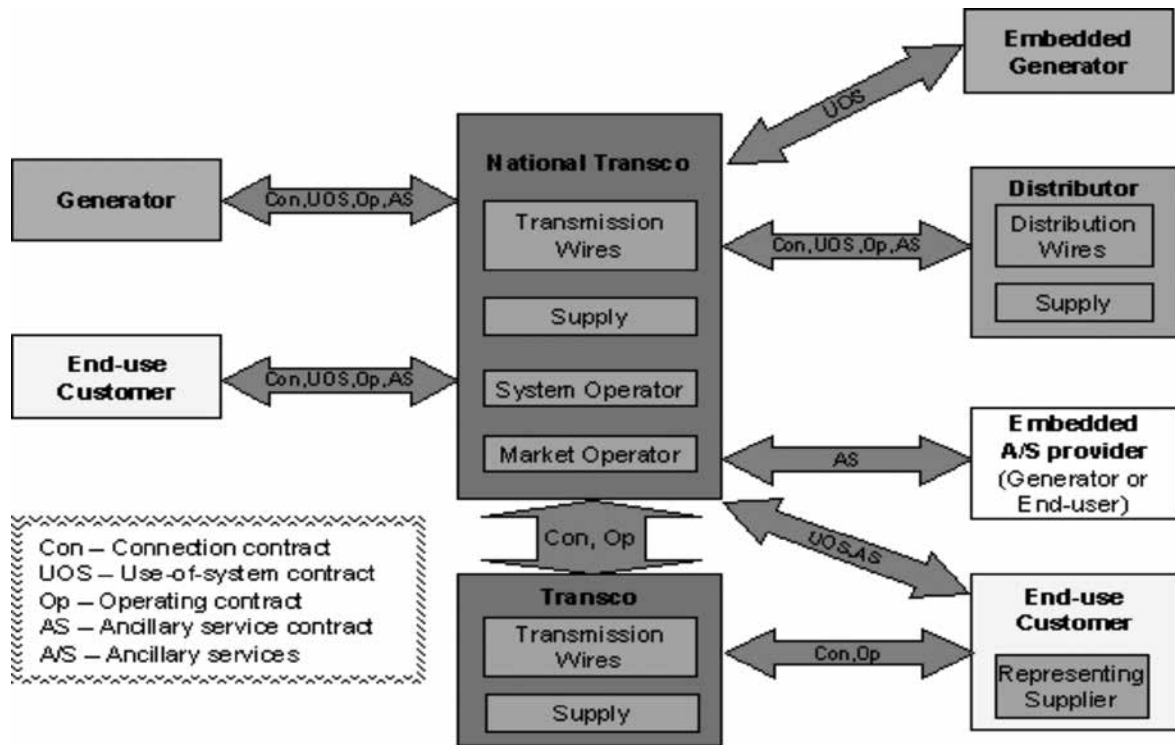 Embedded
Generator
UOS
National Transco
Generator
Con,UOS,Op,AS
Transmission
Wires
Con,UOS,Op,AS
Distributor
Distribution
Wires
Supply
Supply
End-use
Customer
Con,UOS,Op,AS
System Operator
Market Operator
AS
Embedded
A/S provider
(Generator or
End-user)
Con, Op
UOS,AS
Con – Connection contract
UOS – Use-of-system contract
Op – Operating contract
AS – Ancillary service contract
A/S – Ancillary services
Transco
Transmission
Wires
Supply
Con,Op
End-use
Customer
Representing
Supplier